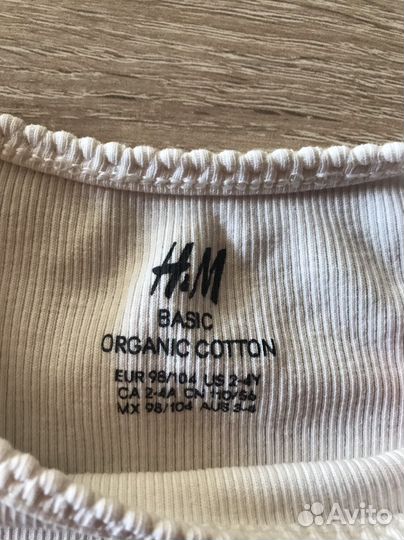 H&M
BASIC
ORGANIC COTTON
EUR 98/104 US 2-4Y
CA 2-4A CN 110/56
MX 98/104 AUS 3-4
Avito